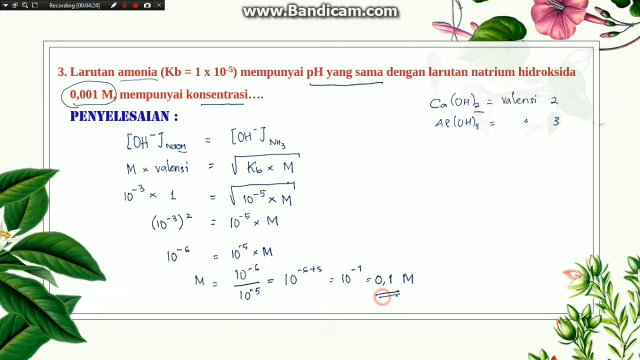 Recording [00:04:24]
www.Bandicam.com
3. Larutan amonia (Kb = 1 x 10⁻⁵) mempunyai pH yang sama dengan larutan natrium hidroksida
0,001 M, mempunyai konsentrasi….
PENYELESAIAN :
Ca(OH)₂ = valensi 2
Al(OH)₃ = " 3
[OH⁻]NaOH = [OH⁻]NH₃
M × valensi = √Kb × M
10⁻³ × 1 = √10⁻⁵ × M
(10⁻³)² = 10⁻⁵ × M
10⁻⁶ = 10⁻⁵ × M
M = 10⁻⁶/10⁻⁵ = 10⁻⁶⁺⁵ = 10⁻¹ = 0,1 M